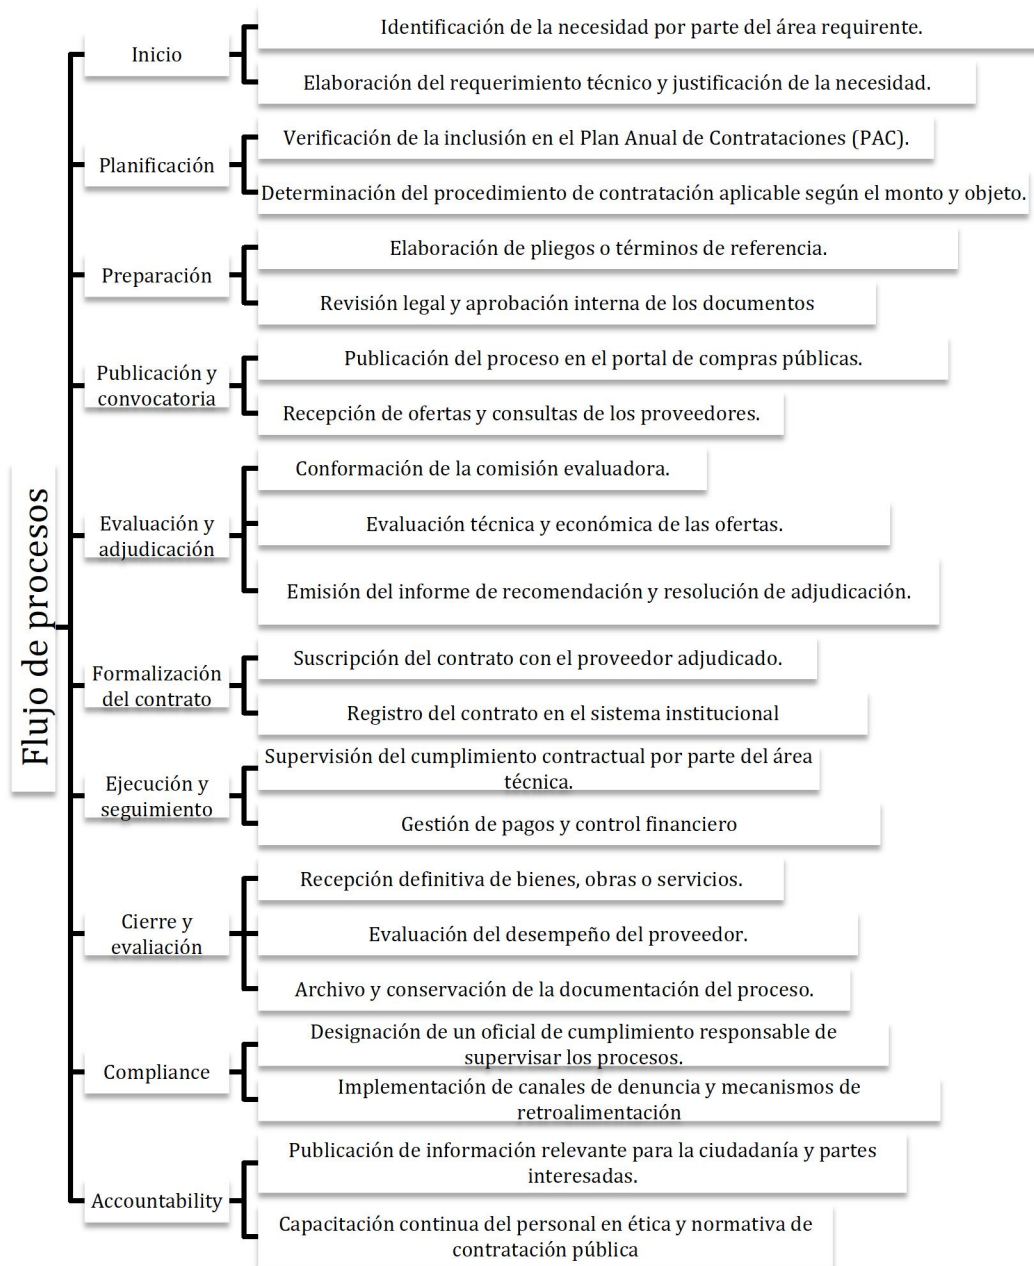 Flujo de procesos
Inicio
Identificación de la necesidad por parte del área requirente.
Elaboración del requerimiento técnico y justificación de la necesidad.
Planificación
Verificación de la inclusión en el Plan Anual de Contrataciones (PAC).
Determinación del procedimiento de contratación aplicable según el monto y objeto.
Preparación
Elaboración de pliegos o términos de referencia.
Revisión legal y aprobación interna de los documentos
Publicación y
convocatoria
Publicación del proceso en el portal de compras públicas.
Recepción de ofertas y consultas de los proveedores.
Evaluación y
adjudicación
Conformación de la comisión evaluadora.
Evaluación técnica y económica de las ofertas.
Emisión del informe de recomendación y resolución de adjudicación.
Formalización
del contrato
Suscripción del contrato con el proveedor adjudicado.
Registro del contrato en el sistema institucional
Ejecución y
seguimiento
Supervisión del cumplimiento contractual por parte del área
técnica.
Gestión de pagos y control financiero
Cierre y
evaliación
Recepción definitiva de bienes, obras o servicios.
Evaluación del desempeño del proveedor.
Archivo y conservación de la documentación del proceso.
Compliance
Designación de un oficial de cumplimiento responsable de
supervisar los procesos.
Implementación de canales de denuncia y mecanismos de
retroalimentación
Accountability
Publicación de información relevante para la ciudadanía y partes
interesadas.
Capacitación continua del personal en ética y normativa de
contratación pública